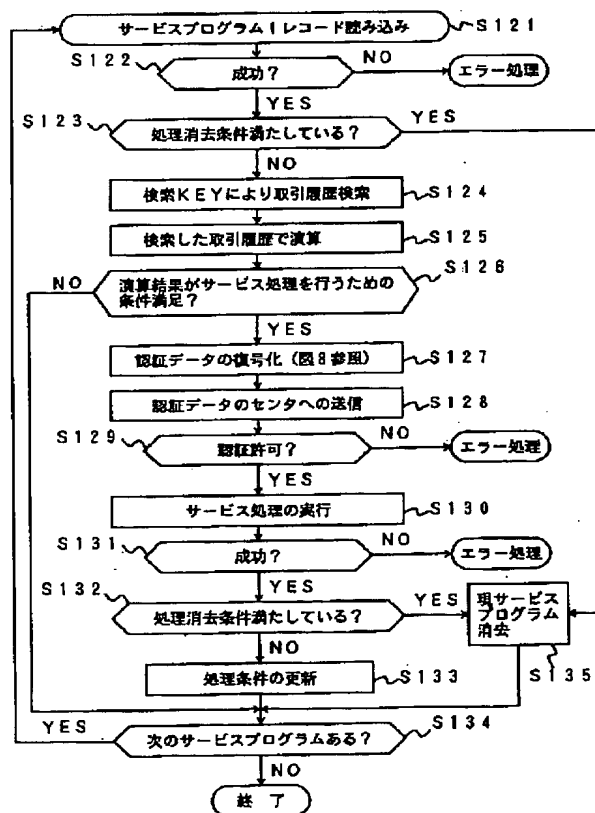 サービスプログラム1レコード読み込み
S121
S122
成功?
NO
エラー処理
YES
S123
処理消去条件満たしている?
YES
NO
検索KEYにより取引履歴検索
S124
検索した取引履歴で演算
S125
S126
NO
演算結果がサービス処理を行うための
条件満足?
YES
認証データの復号化(図8参照)
S127
認証データのセンタへの送信
S128
S129
認証許可?
NO
エラー処理
YES
サービス処理の実行
S130
S131
成功?
NO
エラー処理
S132
YES
処理消去条件満たしている?
YES
現サービス
プログラム
消去
NO
処理条件の更新
S133
S135
YES
S134
次のサービスプログラムある?
NO
終了